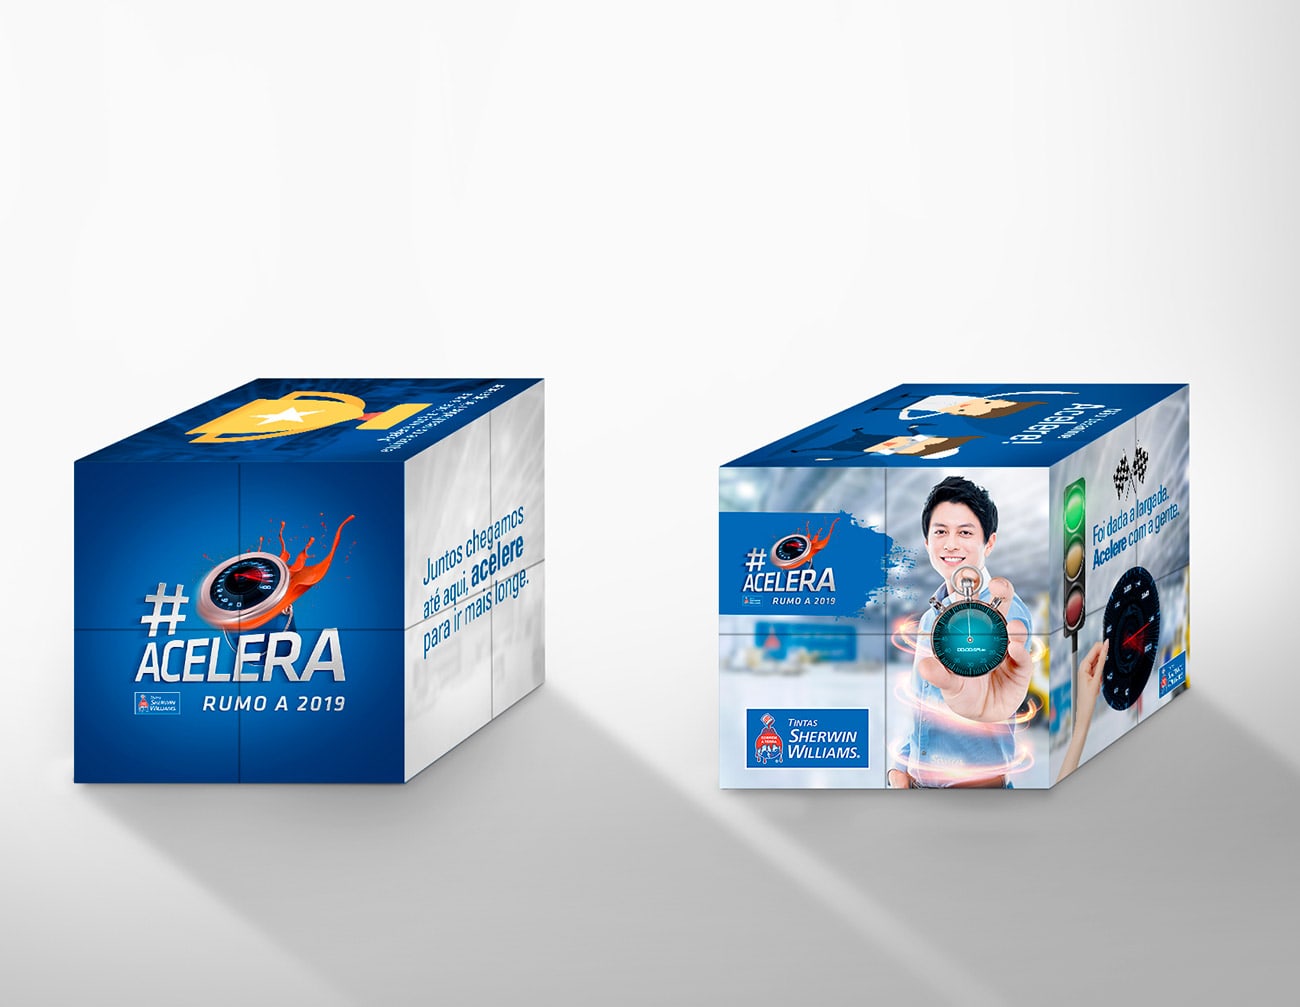 #
ACELERA
RUMO A 2019
SHERWIN
WILLIAMS.
Juntos chegamos
até aqui, acelere
para ir mais longe.
Acelere!
#
ACELERA
RUMO A 2019
TINTAS
SHERWIN
WILLIAMS.
Foi dada a largada.
Acelere com a gente.